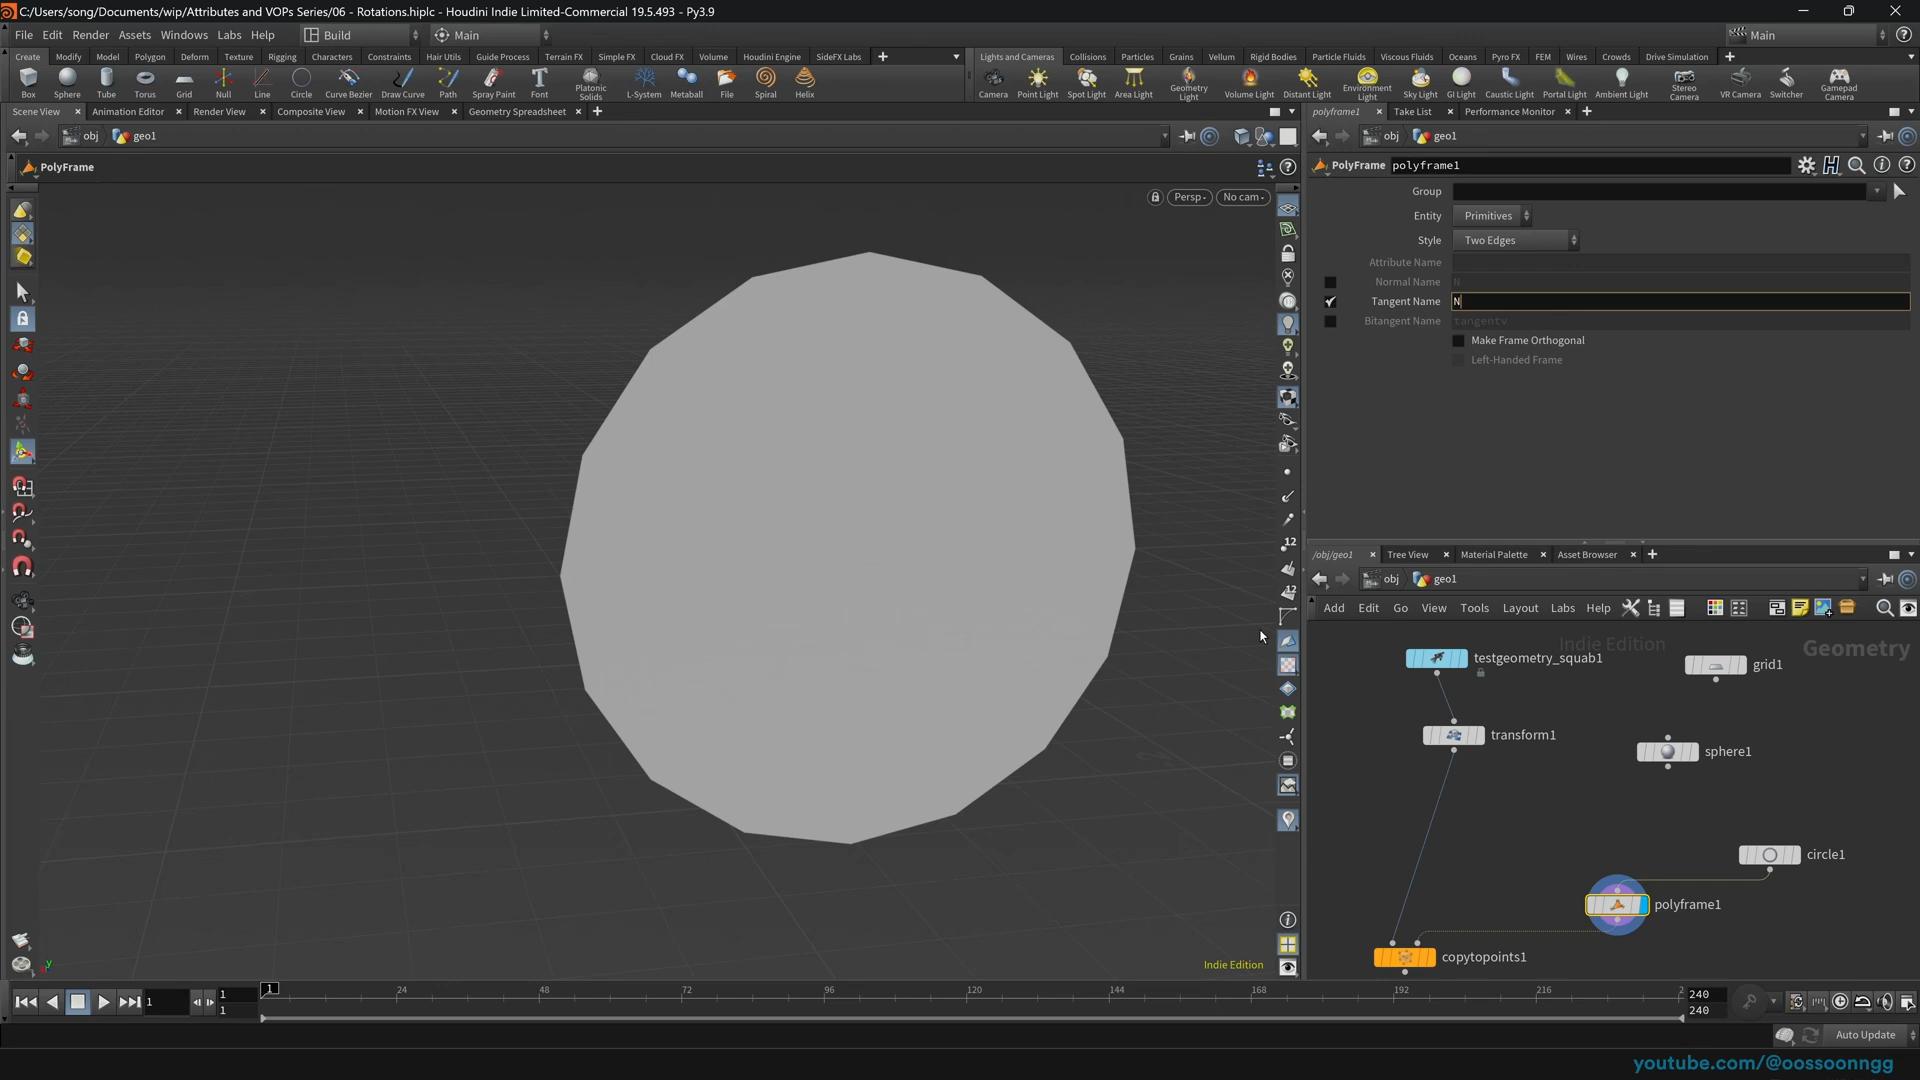 C:/Users/song/Documents/wip/Attributes and VOPs Series/06 - Rotations.hiplc - Houdini Indie Limited-Commercial 19.5.493 - Py3.9
File Edit Render Assets Windows Labs Help Build Main Main
Create Modify Model Polygon Deform Texture Rigging Characters Constraints Hair Utils Guide Process Terrain FX Simple FX Cloud FX Volume Houdini Engine SideFX Labs
Lights and Cameras Collisions Particles Grains Vellum Rigid Bodies Particle Fluids Viscous Fluids Oceans Pyro FX FEM Wires Crowds Drive Simulation
Box Sphere Tube Torus Grid Null Line Circle Curve Bezier Draw Curve Path Spray Paint Font Platonic Solids L-System Metaball File Spiral Helix
Camera Point Light Spot Light Area Light Geometry Light Volume Light Distant Light Environment Light Sky Light GI Light Caustic Light Portal Light Ambient Light Stereo Camera VR Camera Switcher Gamepad Camera
Scene View Animation Editor Render View Composite View Motion FX View Geometry Spreadsheet
obj geo1
PolyFrame
Persp No cam
12
12
Indie Edition
y
polyframe1 Take List Performance Monitor
obj geo1
PolyFrame polyframe1
Group
Entity Primitives
Style Two Edges
Attribute Name
Normal Name N
Tangent Name N
Bitangent Name tangentv
Make Frame Orthogonal
Left-Handed Frame
/obj/geo1 Tree View Material Palette Asset Browser
obj geo1
Add Edit Go View Tools Layout Labs Help
Indie Edition
Geometry
testgeometry_squab1
grid1
transform1
sphere1
circle1
polyframe1
copytopoints1
1 1 1 1 24 48 72 96 120 144 168 192 216 2 240 240
Auto Update
youtube.com/@oossoonngg